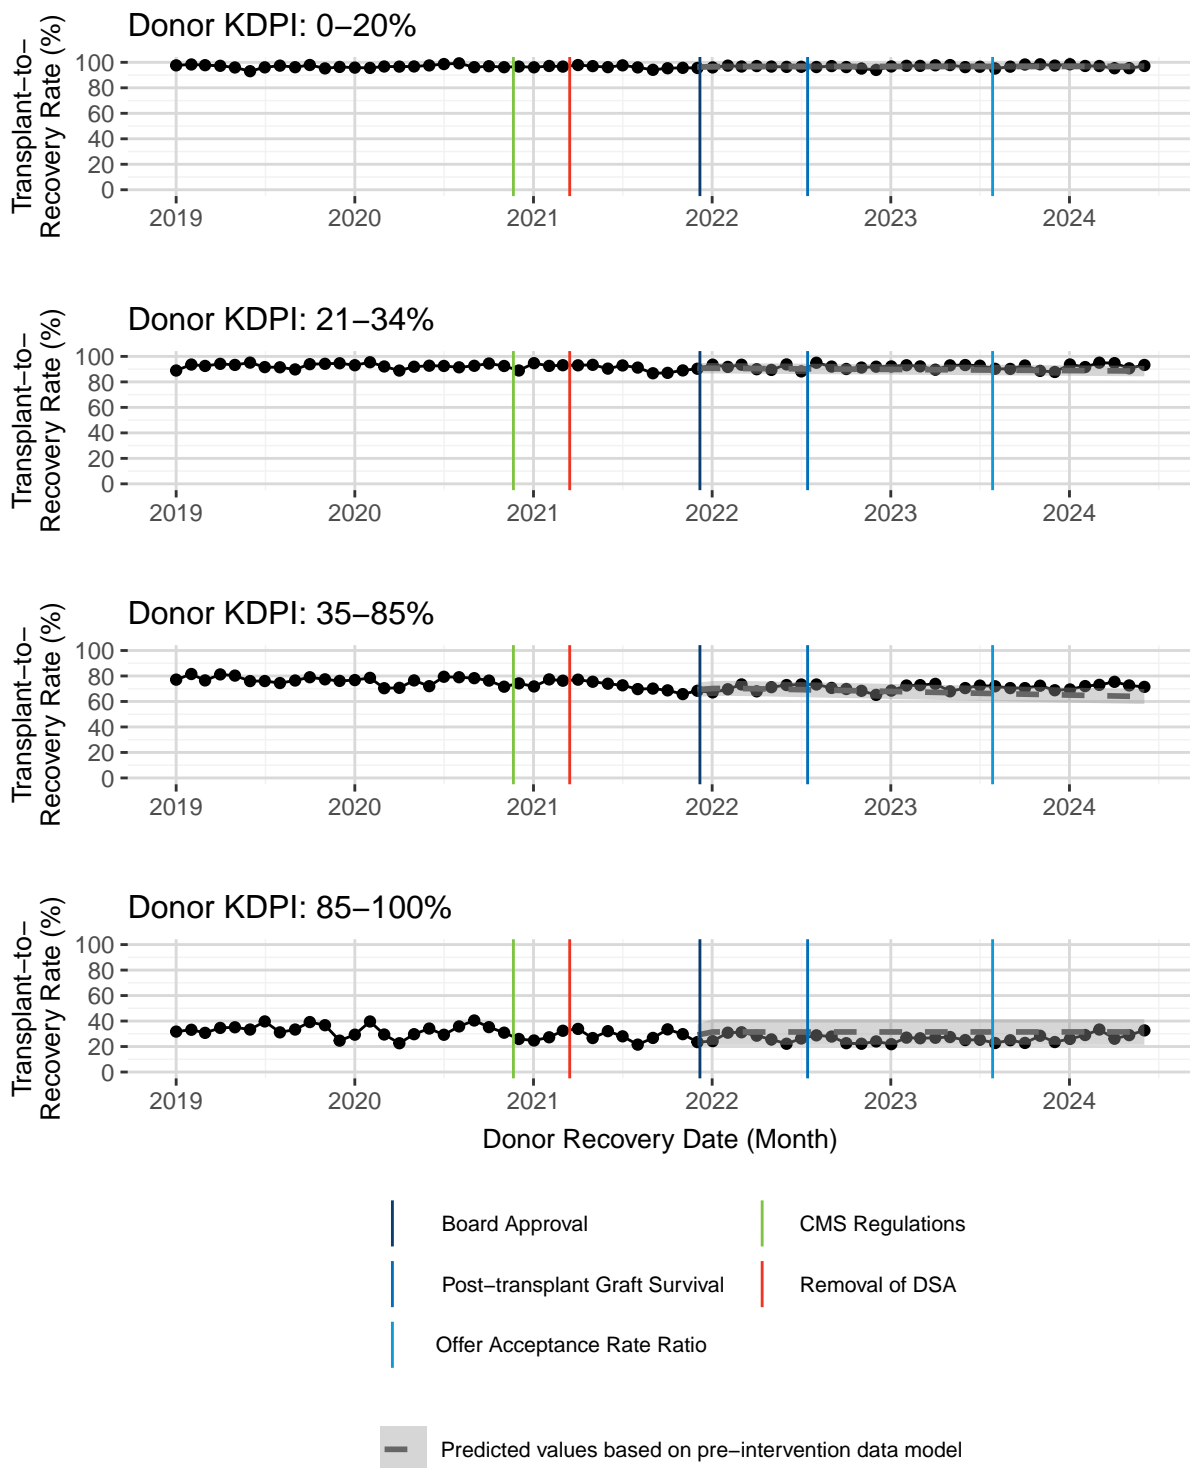 Donor KDPI: 0–20%
Transplant–to–
Recovery Rate (%)
100
80
60
40
20
0
2019 2020 2021 2022 2023 2024
Donor KDPI: 21–34%
Transplant–to–
Recovery Rate (%)
100
80
60
40
20
0
2019 2020 2021 2022 2023 2024
Donor KDPI: 35–85%
Transplant–to–
Recovery Rate (%)
100
80
60
40
20
0
2019 2020 2021 2022 2023 2024
Donor KDPI: 85–100%
Transplant–to–
Recovery Rate (%)
100
80
60
40
20
0
2019 2020 2021 2022 2023 2024
Donor Recovery Date (Month)
Board Approval
CMS Regulations
Post–transplant Graft Survival
Removal of DSA
Offer Acceptance Rate Ratio
Predicted values based on pre–intervention data model